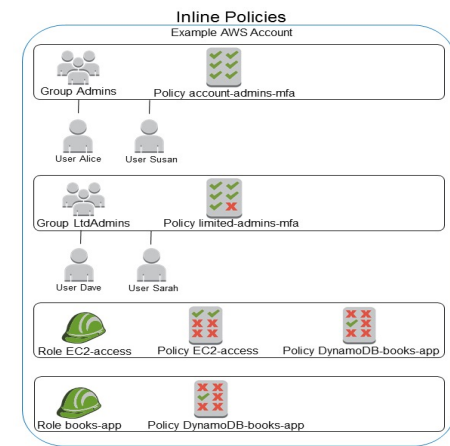 Inline Policies
Example AWS Account
Group Admins
Policy account-admins-mfa
User Alice
User Susan
Group LtdAdmins
Policy limited-admins-mfa
User Dave
User Sarah
Role EC2-access
Policy EC2-access
Policy DynamoDB-books-app
Role books-app
Policy DynamoDB-books-app